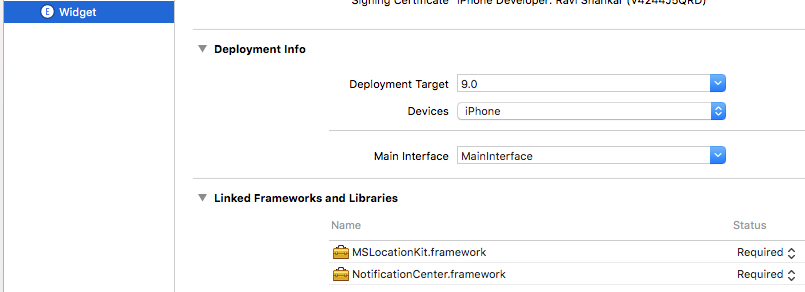 Signing Certificate iPhone Developer: Ravi Shankar (V42445QRD)
E Widget
Deployment Info
Deployment Target 9.0
Devices iPhone
Main Interface MainInterface
Linked Frameworks and Libraries
Name Status
MSLocationKit.framework Required
NotificationCenter.framework Required